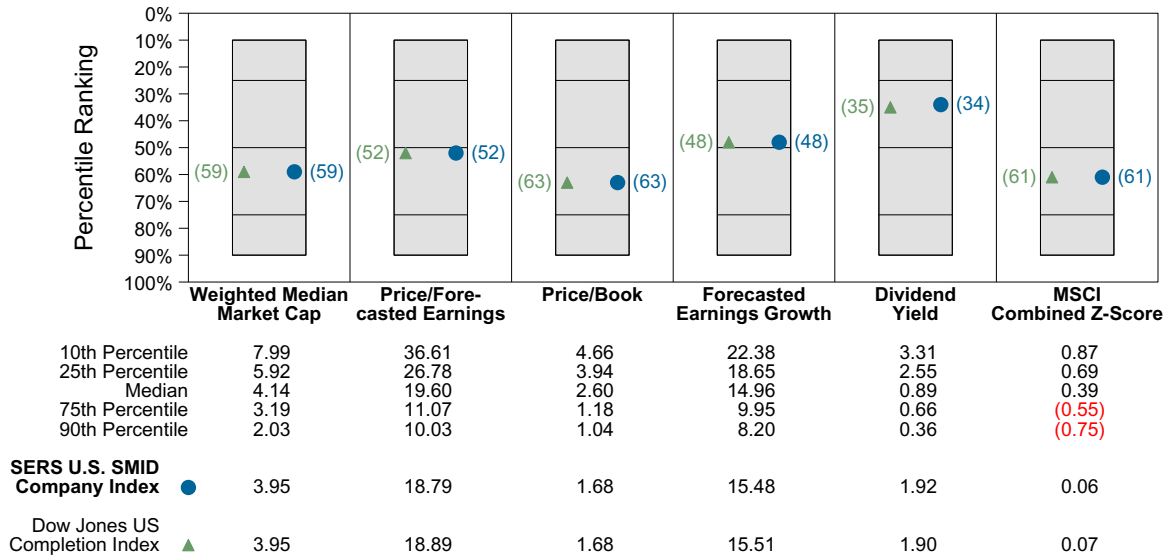 0%
10%
20%
30%
40%
50%
60%
70%
80%
90%
100%
Percentile Ranking
(59) (59)
(52) (52)
(63) (63)
(48) (48)
(35) (34)
(61) (61)
Weighted Median
Market Cap
Price/Fore-
casted Earnings
Price/Book
Forecasted
Earnings Growth
Dividend
Yield
MSCI
Combined Z-Score
10th Percentile 7.99 36.61 4.66 22.38 3.31 0.87
25th Percentile 5.92 26.78 3.94 18.65 2.55 0.69
Median 4.14 19.60 2.60 14.96 0.89 0.39
75th Percentile 3.19 11.07 1.18 9.95 0.66 (0.55)
90th Percentile 2.03 10.03 1.04 8.20 0.36 (0.75)
SERS U.S. SMID
Company Index 3.95 18.79 1.68 15.48 1.92 0.06
Dow Jones US
Completion Index 3.95 18.89 1.68 15.51 1.90 0.07